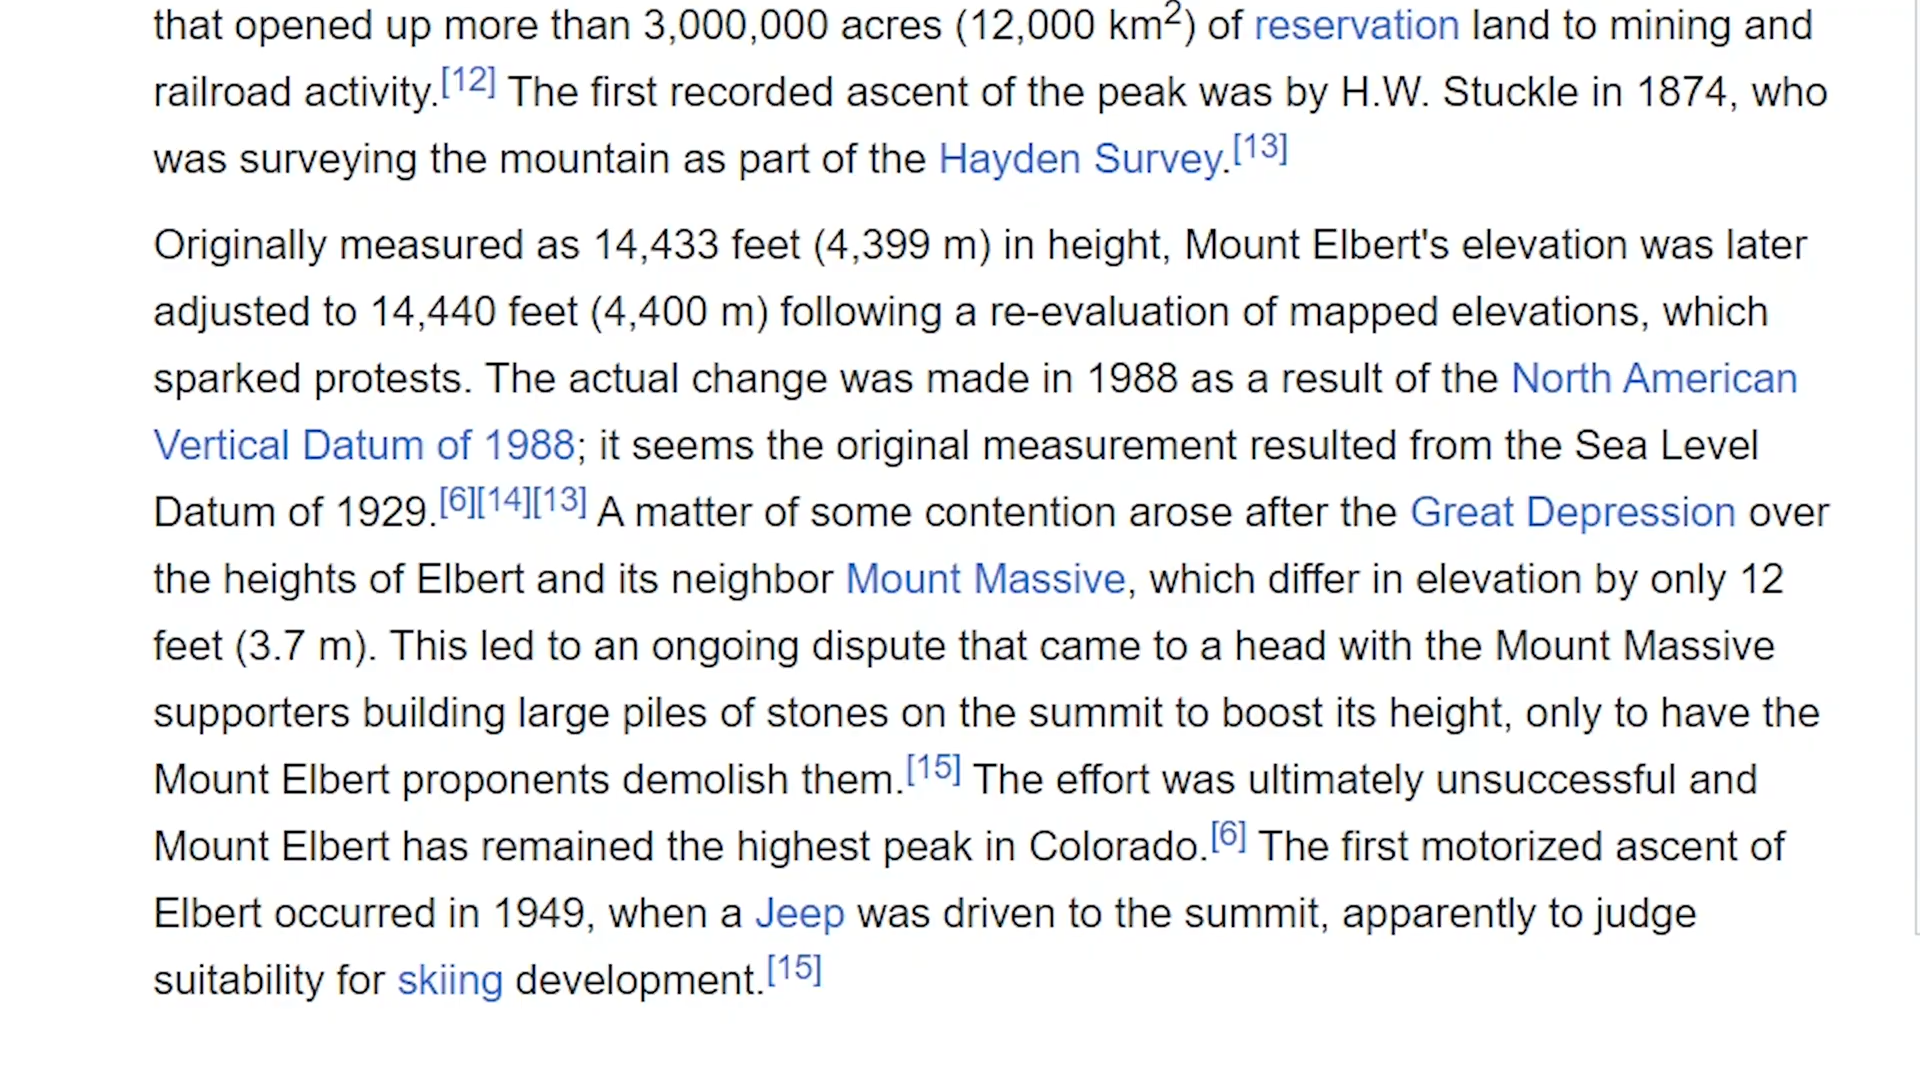 that opened up more than 3,000,000 acres (12,000 km²) of reservation land to mining and
railroad activity.[12] The first recorded ascent of the peak was by H.W. Stuckle in 1874, who
was surveying the mountain as part of the Hayden Survey.[13]
Originally measured as 14,433 feet (4,399 m) in height, Mount Elbert's elevation was later
adjusted to 14,440 feet (4,400 m) following a re-evaluation of mapped elevations, which
sparked protests. The actual change was made in 1988 as a result of the North American
Vertical Datum of 1988; it seems the original measurement resulted from the Sea Level
Datum of 1929.[6][14][13] A matter of some contention arose after the Great Depression over
the heights of Elbert and its neighbor Mount Massive, which differ in elevation by only 12
feet (3.7 m). This led to an ongoing dispute that came to a head with the Mount Massive
supporters building large piles of stones on the summit to boost its height, only to have the
Mount Elbert proponents demolish them.[15] The effort was ultimately unsuccessful and
Mount Elbert has remained the highest peak in Colorado.[6] The first motorized ascent of
Elbert occurred in 1949, when a Jeep was driven to the summit, apparently to judge
suitability for skiing development.[15]